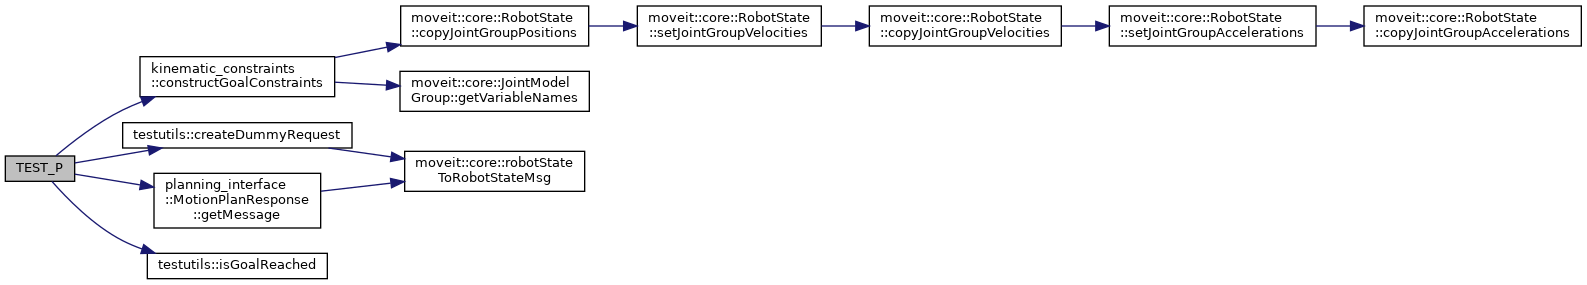 TEST_P
kinematic_constraints
::constructGoalConstraints
testutils::createDummyRequest
planning_interface
::MotionPlanResponse
::getMessage
testutils::isGoalReached
moveit::core::RobotState
::copyJointGroupPositions
moveit::core::JointModel
Group::getVariableNames
moveit::core::robotState
ToRobotStateMsg
moveit::core::RobotState
::setJointGroupVelocities
moveit::core::RobotState
::copyJointGroupVelocities
moveit::core::RobotState
::setJointGroupAccelerations
moveit::core::RobotState
::copyJointGroupAccelerations